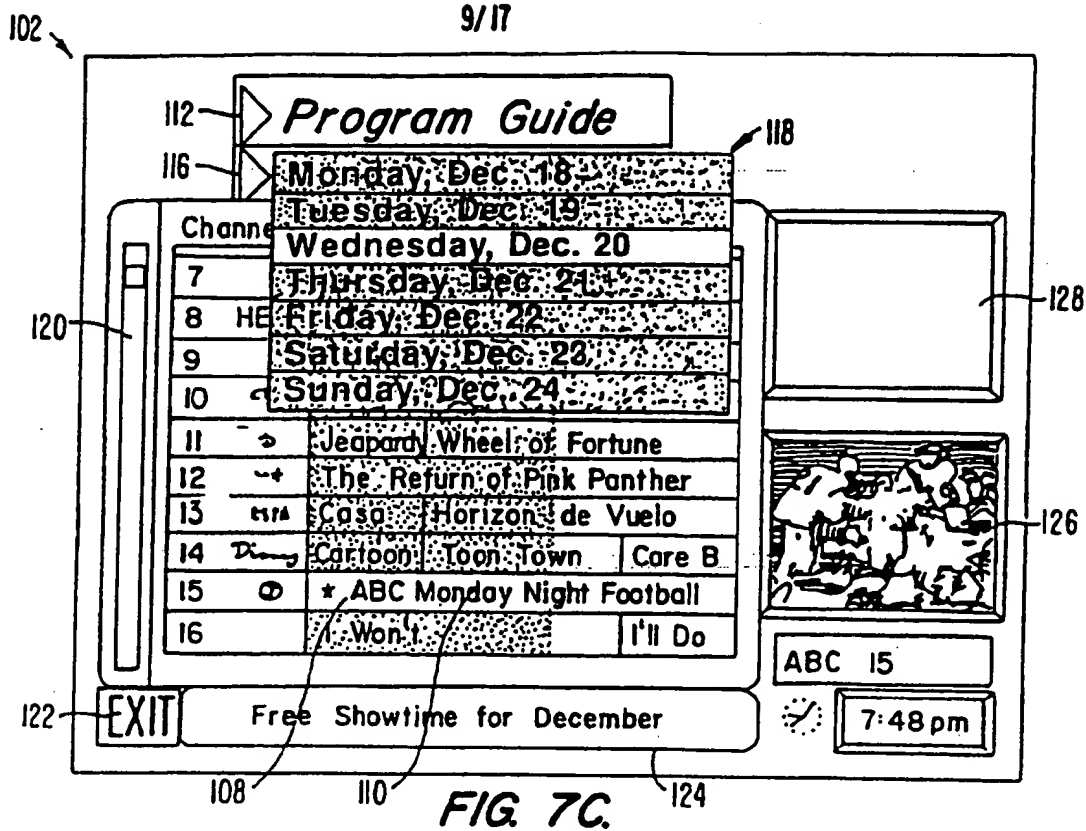 9/17
102
112 Program Guide
118
116 Monday, Dec. 18
Tuesday, Dec. 19
Channe
Wednesday, Dec. 20
7 Thursday, Dec. 21
128
8 HE Friday, Dec. 22
120
9 Saturday, Dec. 23
10 Sunday, Dec. 24
11 Jeapardy Wheel of Fortune
12 The Return of Pink Panther
13 Casa Horizon de Vuelo
126
14 Disney Cartoon Toon Town Care B
15 * ABC Monday Night Football
16 I Won't I'll Do
ABC 15
122 EXIT Free Showtime for December 7:48 pm
108 110 124
FIG. 7C.